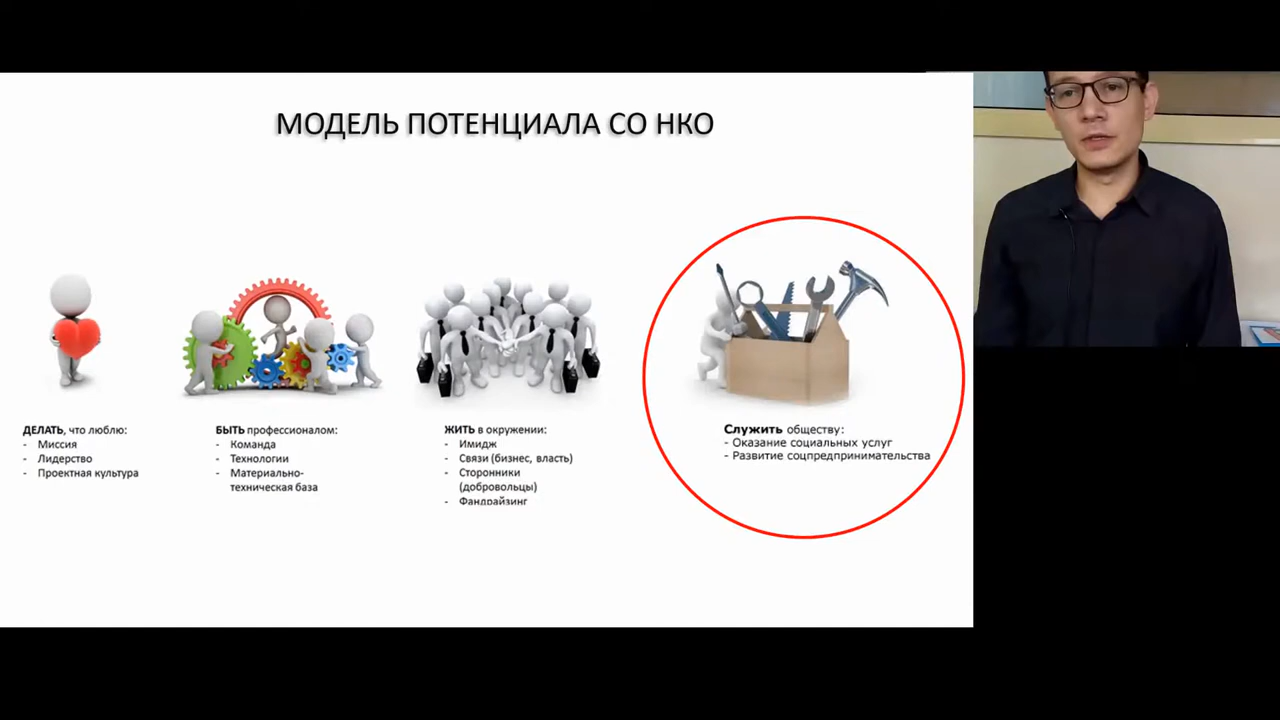 МОДЕЛЬ ПОТЕНЦИАЛА СО НКО
ДЕЛАТЬ, что люблю:
- Миссия
- Лидерство
- Проектная культура
БЫТЬ профессионалом:
- Команда
- Технологии
- Материально-
техническая база
ЖИТЬ в окружении:
- Имидж
- Связи (бизнес, власть)
- Сторонники
(добровольцы)
- Фандрайзинг
Служить обществу:
- Оказание социальных услуг
- Развитие соцпредпринимательства